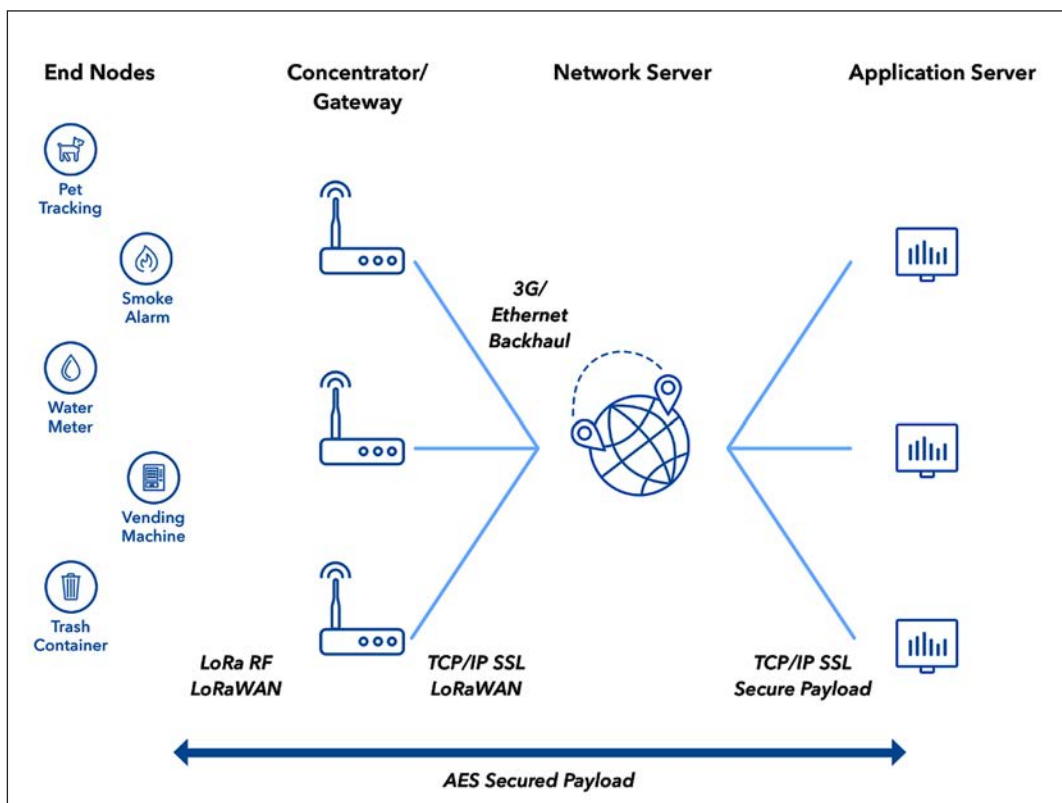 End Nodes
Concentrator/
Gateway
Network Server
Application Server
Pet
Tracking
Smoke
Alarm
3G/
Ethernet
Backhaul
Water
Meter
Vending
Machine
Trash
Container
LoRa RF
LoRaWAN
TCP/IP SSL
LoRaWAN
TCP/IP SSL
Secure Payload
AES Secured Payload